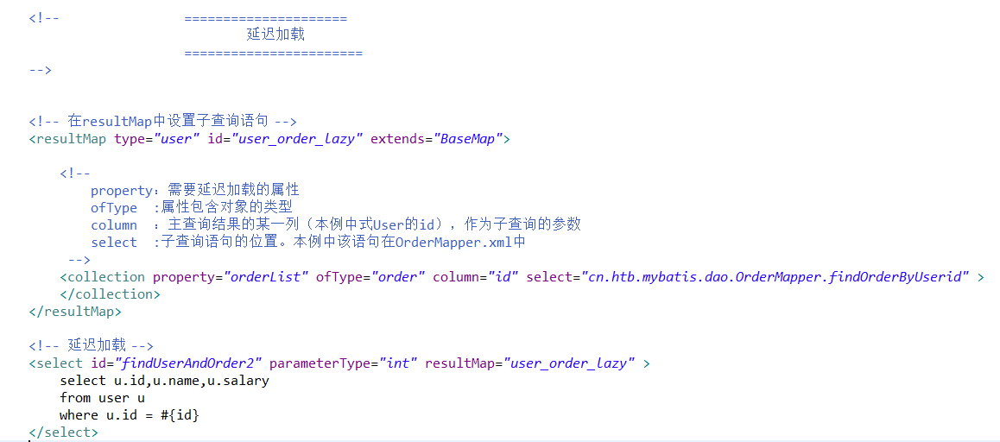 <!-- =====================
延迟加载
=======================
-->
<!-- 在resultMap中设置子查询语句 -->
<resultMap type="user" id="user_order_lazy" extends="BaseMap">
<!--
property：需要延迟加载的属性
ofType :属性包含对象的类型
column ：主查询结果的某一列（本例中式User的id），作为子查询的参数
select :子查询语句的位置。本例中该语句在OrderMapper.xml中
-->
<collection property="orderList" ofType="order" column="id" select="cn.htb.mybatis.dao.OrderMapper.findOrderByUserid" >
</collection>
</resultMap>
<!-- 延迟加载 -->
<select id="findUserAndOrder2" parameterType="int" resultMap="user_order_lazy" >
select u.id,u.name,u.salary
from user u
where u.id = #{id}
</select>